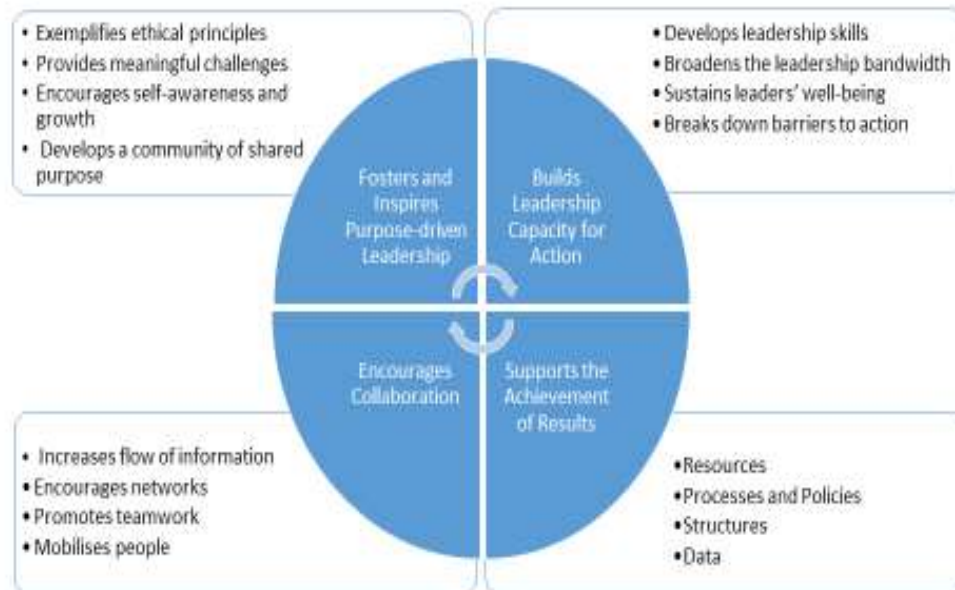 • Exemplifies ethical principles
• Provides meaningful challenges
• Encourages self-awareness and
growth
• Develops a community of shared
purpose
• Develops leadership skills
• Broadens the leadership bandwidth
• Sustains leaders' well-being
• Breaks down barriers to action
Fosters and
Inspires
Purpose-driven
Leadership
Builds
Leadership
Capacity for
Action
Encourages
Collaboration
Supports the
Achievement
of Results
• Increases flow of information
• Encourages networks
• Promotes teamwork
• Mobilises people
• Resources
• Processes and Policies
• Structures
• Data